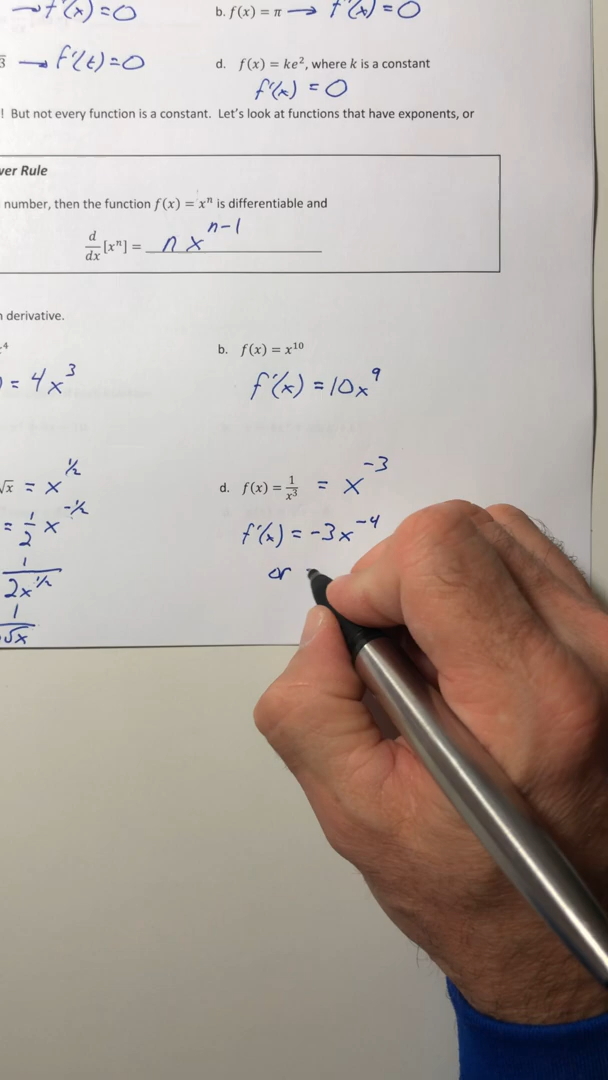 → f'(x) = 0
b. f(x) = π → f'(x) = 0
3 → f'(t) = 0
d. f(x) = ke², where k is a constant
f'(x) = 0
! But not every function is a constant. Let's look at functions that have exponents, or
ver Rule
number, then the function f(x) = xⁿ is differentiable and
d/dx [xⁿ] = n x^(n-1)
derivative.
4
b. f(x) = x¹⁰
) = 4x³
f'(x) = 10x⁹
√x = x^(1/2)
d. f(x) = 1/x³ = x^(-3)
= 1/2 x^(-1/2)
f'(x) = -3x^(-4)
1/(2x^(1/2))
or
1/√x